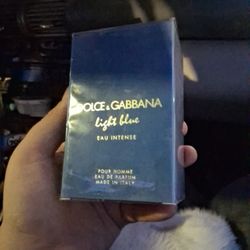 DOLCE & GABBANA
light blue
EAU INTENSE
POUR HOMME
EAU DE PARFUM
MADE IN ITALY